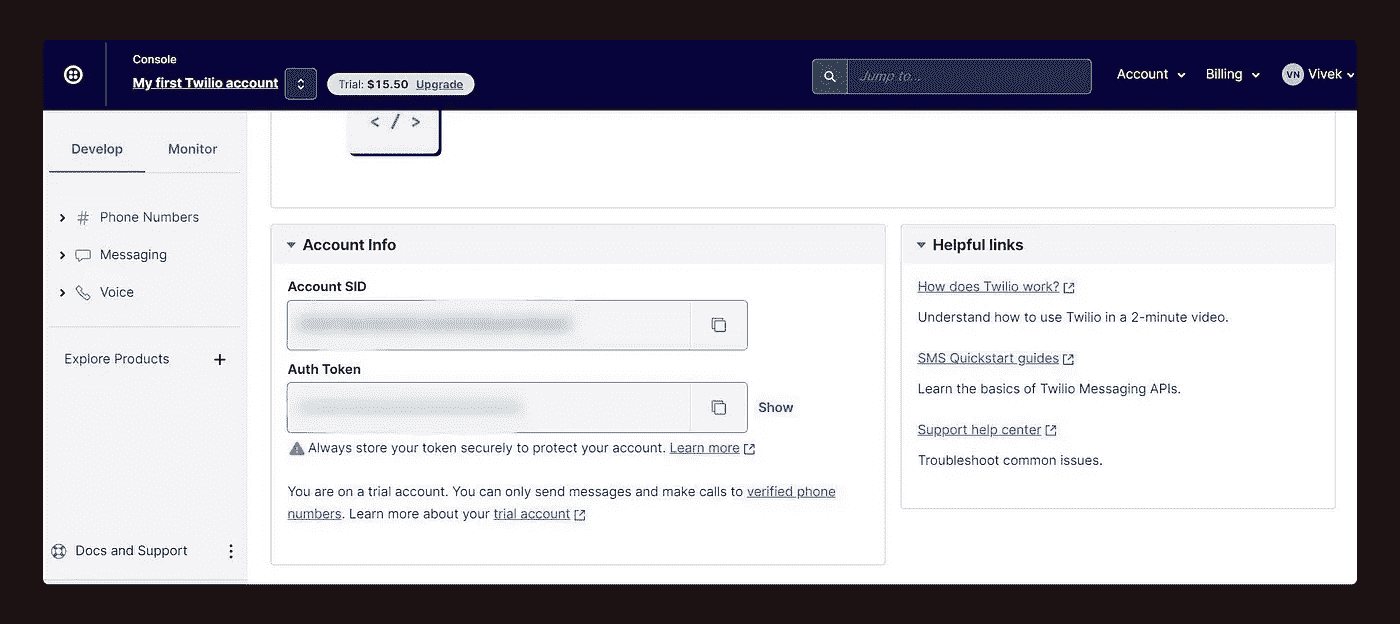 Console
My first Twilio account
Trial: $15.50 Upgrade
Jump to...
Account
Billing
VN Vivek
Develop
Monitor
Phone Numbers
Messaging
Voice
Explore Products
Docs and Support
< / >
Account Info
Account SID
Auth Token
Show
Always store your token securely to protect your account. Learn more
You are on a trial account. You can only send messages and make calls to verified phone
numbers. Learn more about your trial account
Helpful links
How does Twilio work?
Understand how to use Twilio in a 2-minute video.
SMS Quickstart guides
Learn the basics of Twilio Messaging APIs.
Support help center
Troubleshoot common issues.